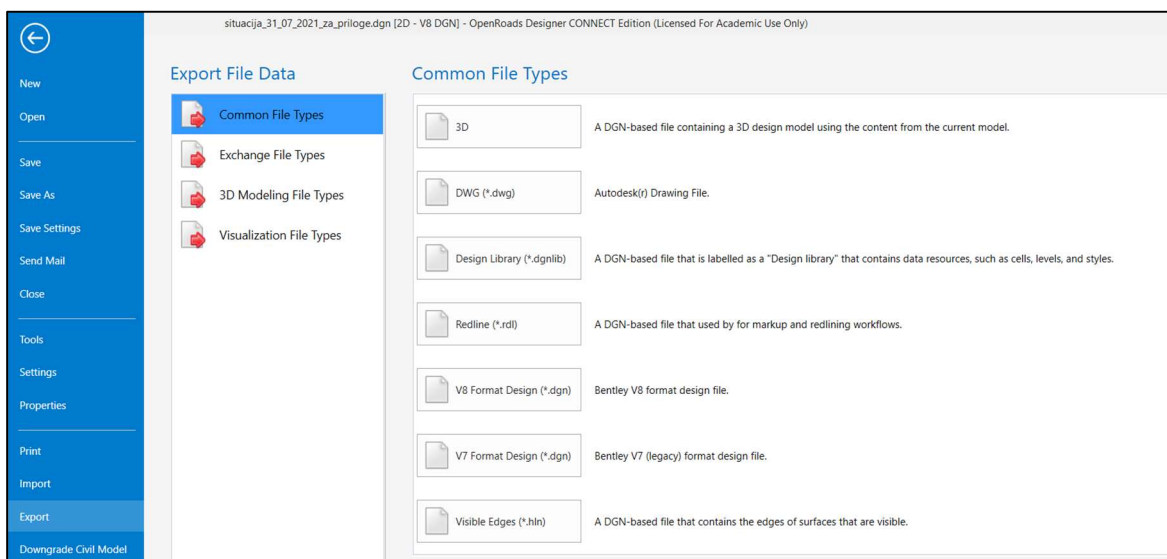 situacija_31_07_2021_za_priloge.dgn [2D - V8 DGN] - OpenRoads Designer CONNECT Edition (Licensed For Academic Use Only)
New
Open
Save
Save As
Save Settings
Send Mail
Close
Tools
Settings
Properties
Print
Import
Export
Downgrade Civil Model
Export File Data
Common File Types
Exchange File Types
3D Modeling File Types
Visualization File Types
Common File Types
3D A DGN-based file containing a 3D design model using the content from the current model.
DWG (*.dwg) Autodesk(r) Drawing File.
Design Library (*.dgnlib) A DGN-based file that is labelled as a "Design library" that contains data resources, such as cells, levels, and styles.
Redline (*.rdl) A DGN-based file that used by for markup and redlining workflows.
V8 Format Design (*.dgn) Bentley V8 format design file.
V7 Format Design (*.dgn) Bentley V7 (legacy) format design file.
Visible Edges (*.hln) A DGN-based file that contains the edges of surfaces that are visible.